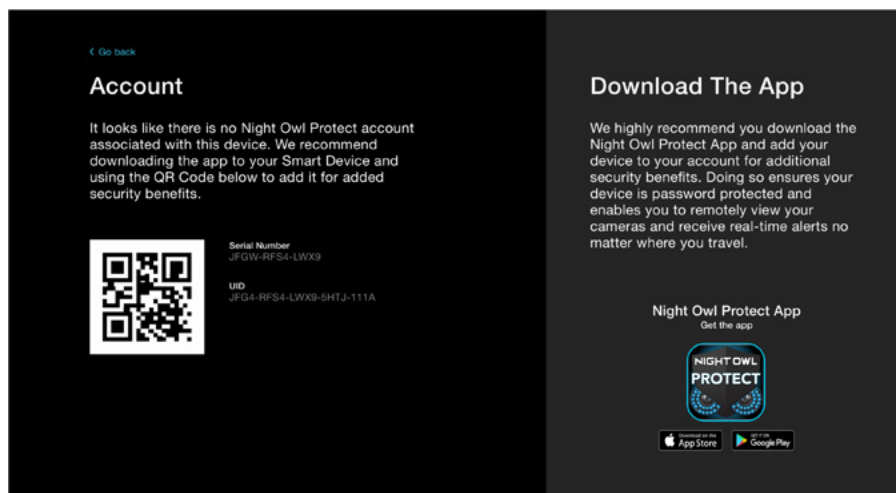 Go back
Account
It looks like there is no Night Owl Protect account
associated with this device. We recommend
downloading the app to your Smart Device and
using the QR Code below to add it for added
security benefits.
Serial Number
JFGW-RFS4-LWX9
UID
JFG4-RFS4-LWX9-5HTJ-111A
Download The App
We highly recommend you download the
Night Owl Protect App and add your
device to your account for additional
security benefits. Doing so ensures your
device is password protected and
enables you to remotely view your
cameras and receive real-time alerts no
matter where you travel.
Night Owl Protect App
Get the app
NIGHT OWL
PROTECT
Download on the
App Store
GET IT ON
Google Play